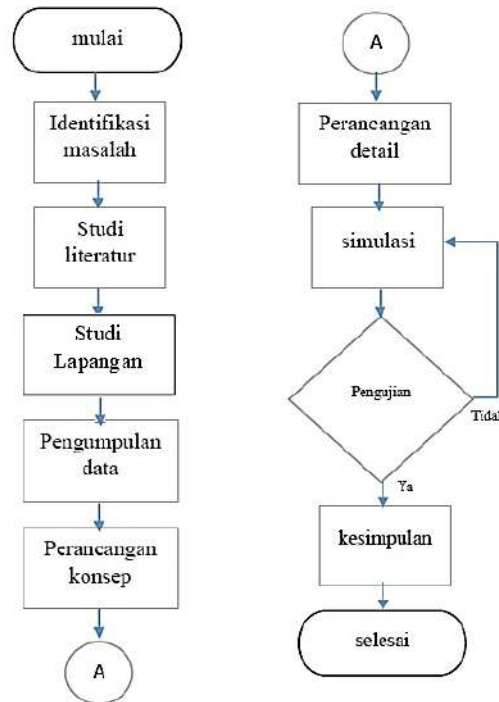 mulai
Identifikasi
masalah
Studi
literatur
Studi
Lapangan
Pengumpulan
data
Perancangan
konsep
A
A
Perancangan
detail
simulasi
Pengujian
Tidak
Ya
kesimpulan
selesai